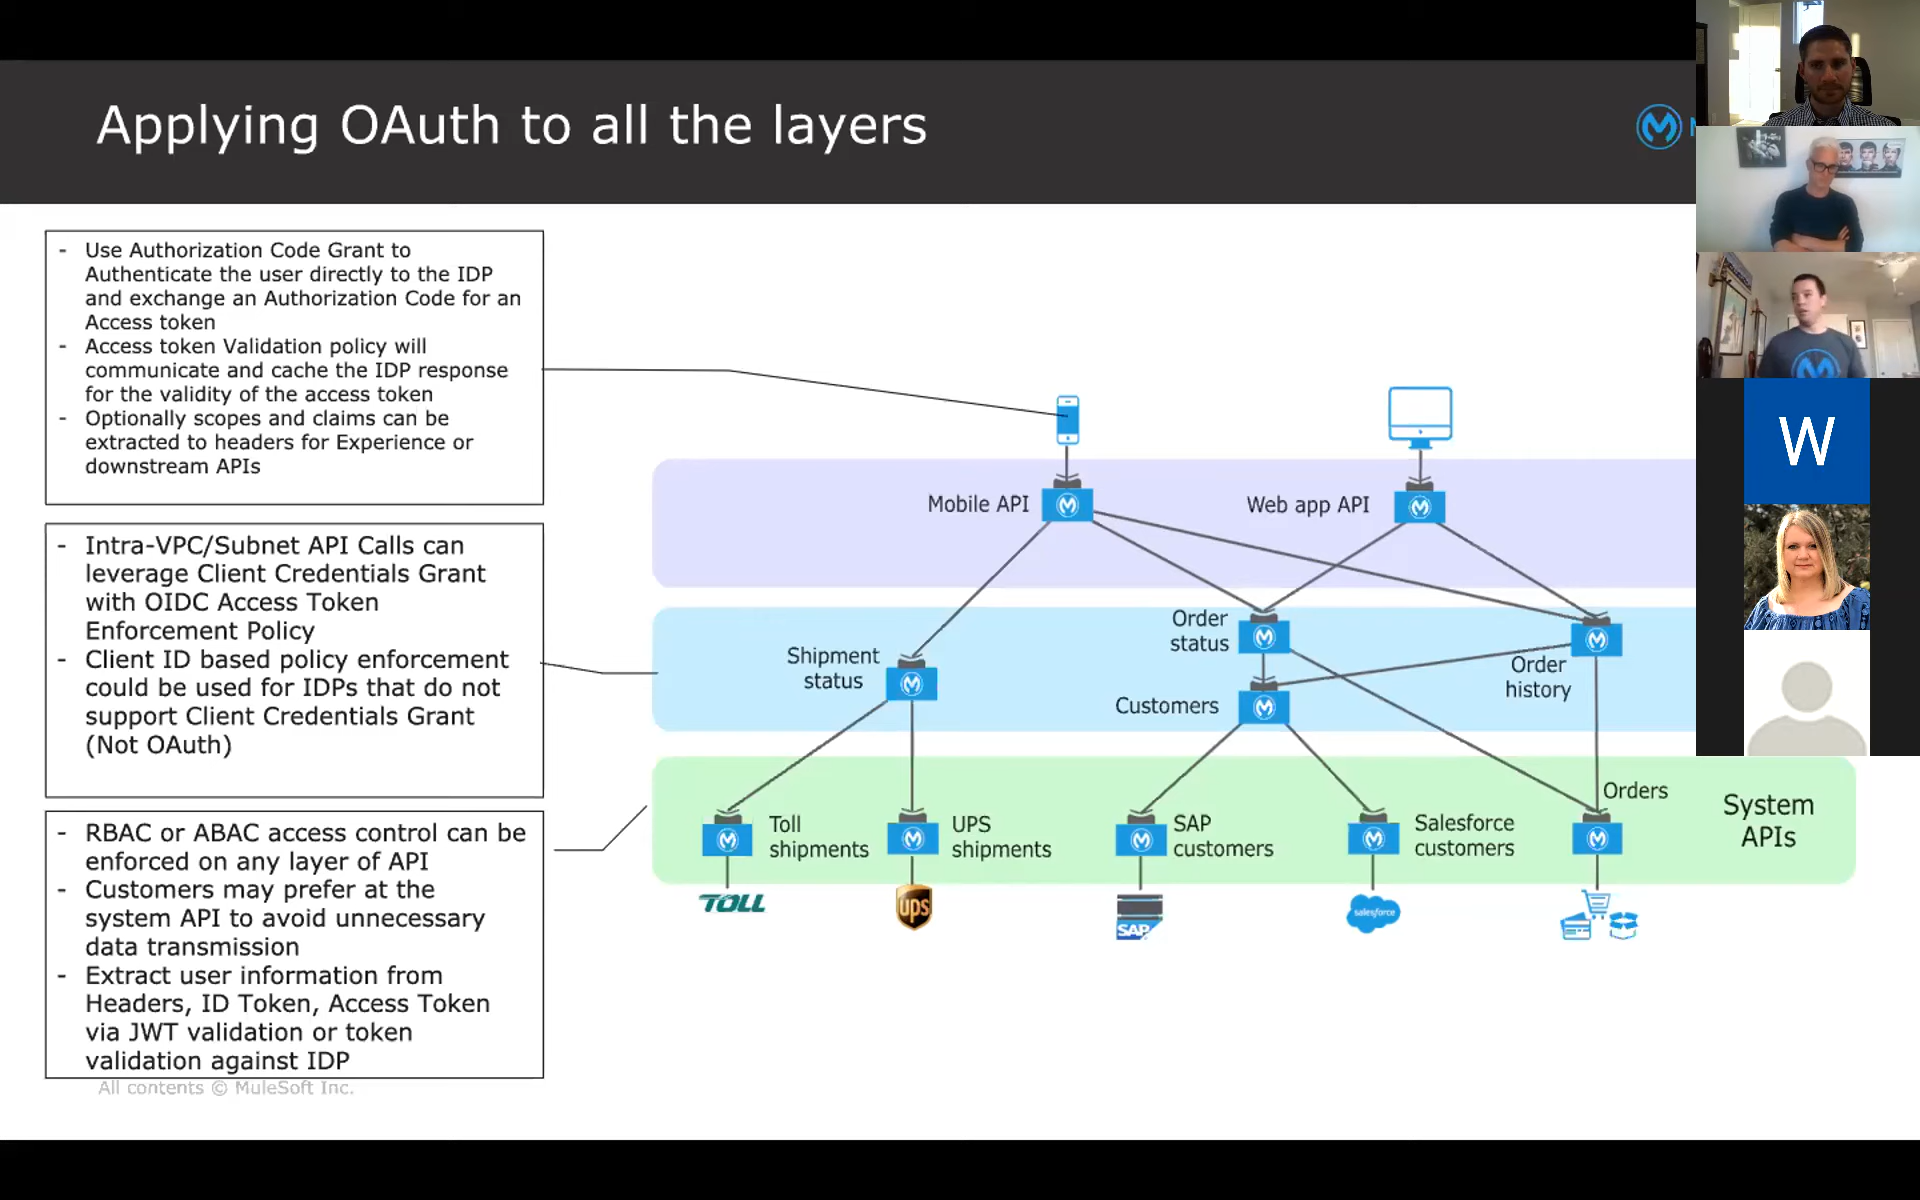 Applying OAuth to all the layers
- Use Authorization Code Grant to
Authenticate the user directly to the IDP
and exchange an Authorization Code for an
Access token
- Access token Validation policy will
communicate and cache the IDP response
for the validity of the access token
- Optionally scopes and claims can be
extracted to headers for Experience or
downstream APIs
- Intra-VPC/Subnet API Calls can
leverage Client Credentials Grant
with OIDC Access Token
Enforcement Policy
- Client ID based policy enforcement
could be used for IDPs that do not
support Client Credentials Grant
(Not OAuth)
- RBAC or ABAC access control can be
enforced on any layer of API
- Customers may prefer at the
system API to avoid unnecessary
data transmission
- Extract user information from
Headers, ID Token, Access Token
via JWT validation or token
validation against IDP
All contents © MuleSoft Inc.
Mobile API
Web app API
Shipment
status
Order
status
Customers
Order
history
Toll
shipments
UPS
shipments
SAP
customers
Salesforce
customers
Orders
System
APIs
TOLL
ups
SAP
salesforce
W